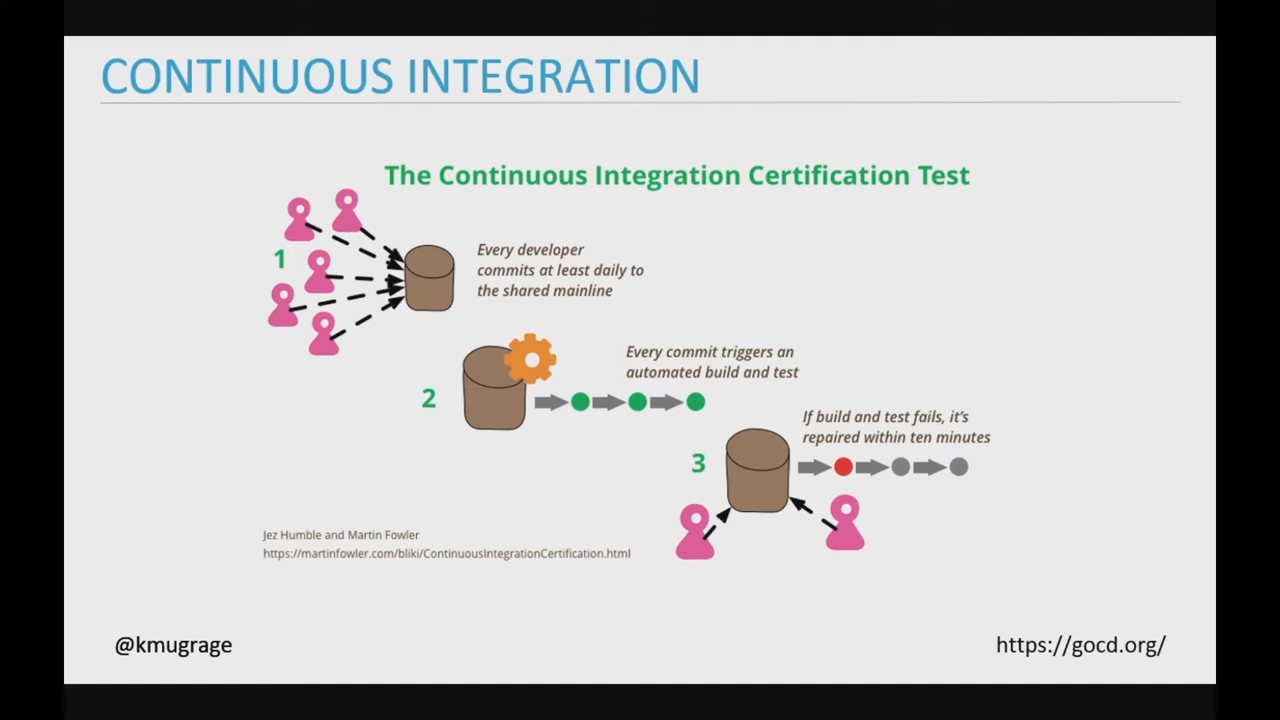 CONTINUOUS INTEGRATION
The Continuous Integration Certification Test
1
Every developer
commits at least daily to
the shared mainline
2
Every commit triggers an
automated build and test
3
If build and test fails, it's
repaired within ten minutes
Jez Humble and Martin Fowler
https://martinfowler.com/bliki/ContinuousIntegrationCertification.html
@kmugrage
https://gocd.org/